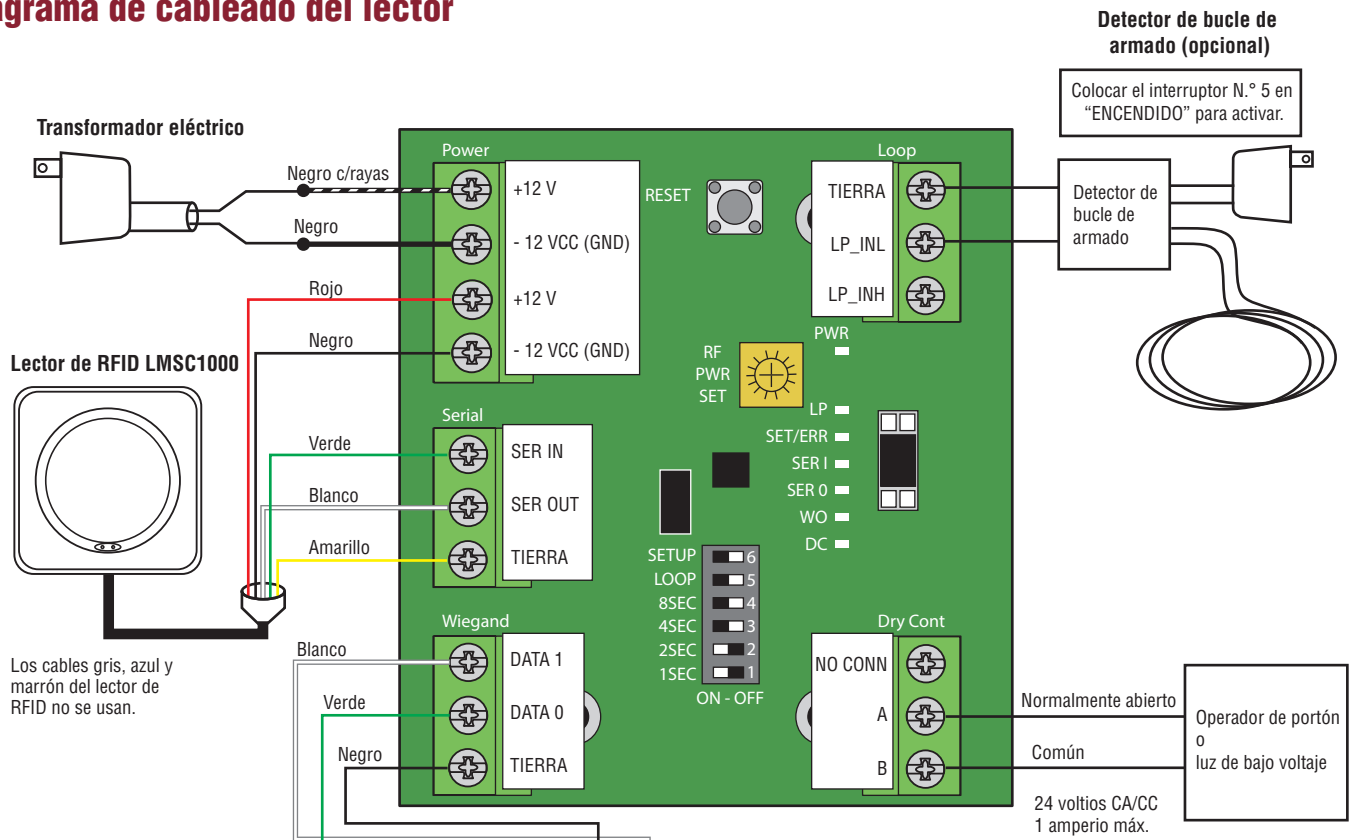 agrama de cableado del lector
Detector de bucle de
armado (opcional)
Colocar el interruptor N.° 5 en
“ENCENDIDO” para activar.
Transformador eléctrico
Negro c/rayas
Negro
Rojo
Negro
Power
+12 V
- 12 VCC (GND)
+12 V
- 12 VCC (GND)
RESET
Loop
TIERRA
LP_INL
LP_INH
Detector de
bucle de
armado
Lector de RFID LMSC1000
Los cables gris, azul y
marrón del lector de
RFID no se usan.
Verde
Blanco
Amarillo
Serial
SER IN
SER OUT
TIERRA
RF
PWR
SET
PWR
LP
SET/ERR
SER I
SER 0
WO
DC
SETUP 6
LOOP 5
8SEC 4
4SEC 3
2SEC 2
1SEC 1
ON - OFF
Blanco
Verde
Negro
Wiegand
DATA 1
DATA 0
TIERRA
Dry Cont
NO CONN
A
B
Normalmente abierto
Común
24 voltios CA/CC
1 amperio máx.
Operador de portón
o
luz de bajo voltaje